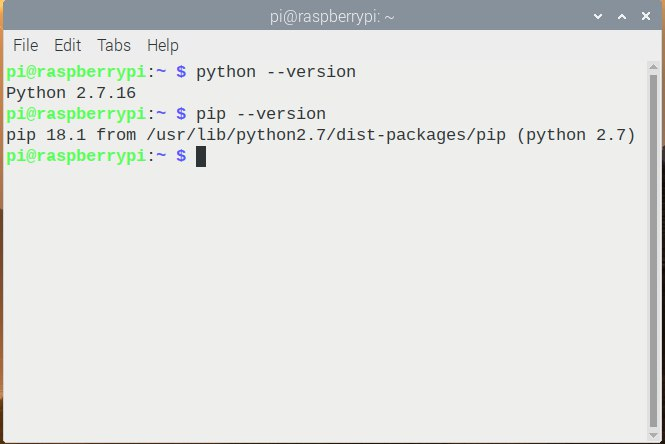 pi@raspberrypi: ~
File Edit Tabs Help
pi@raspberrypi:~ $ python --version
Python 2.7.16
pi@raspberrypi:~ $ pip --version
pip 18.1 from /usr/lib/python2.7/dist-packages/pip (python 2.7)
pi@raspberrypi:~ $